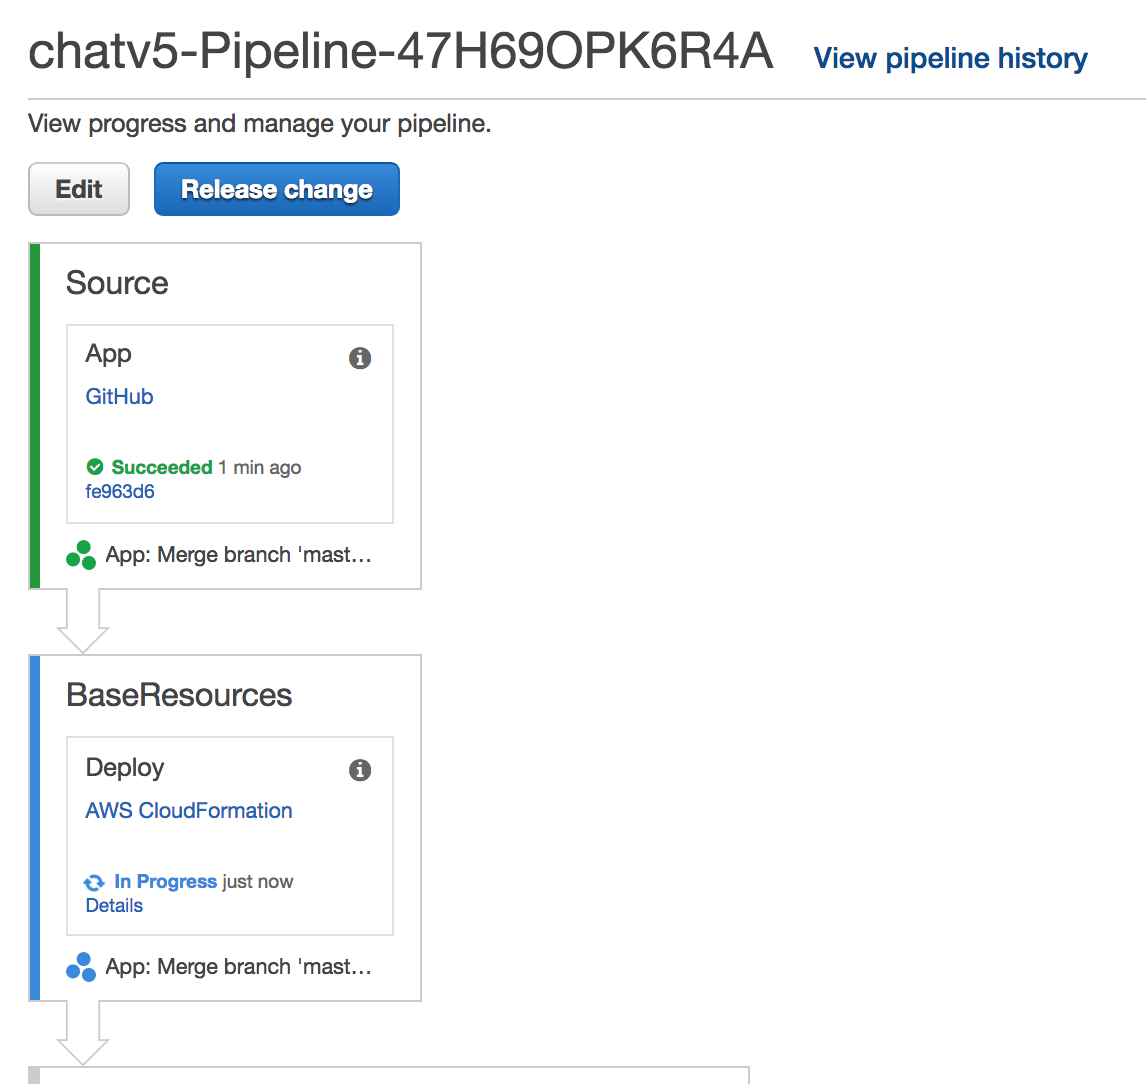 chatv5-Pipeline-47H69OPK6R4A View pipeline history
View progress and manage your pipeline.
Edit Release change
Source
App
GitHub
Succeeded 1 min ago
fe963d6
App: Merge branch 'mast...
BaseResources
Deploy
AWS CloudFormation
In Progress just now
Details
App: Merge branch 'mast...